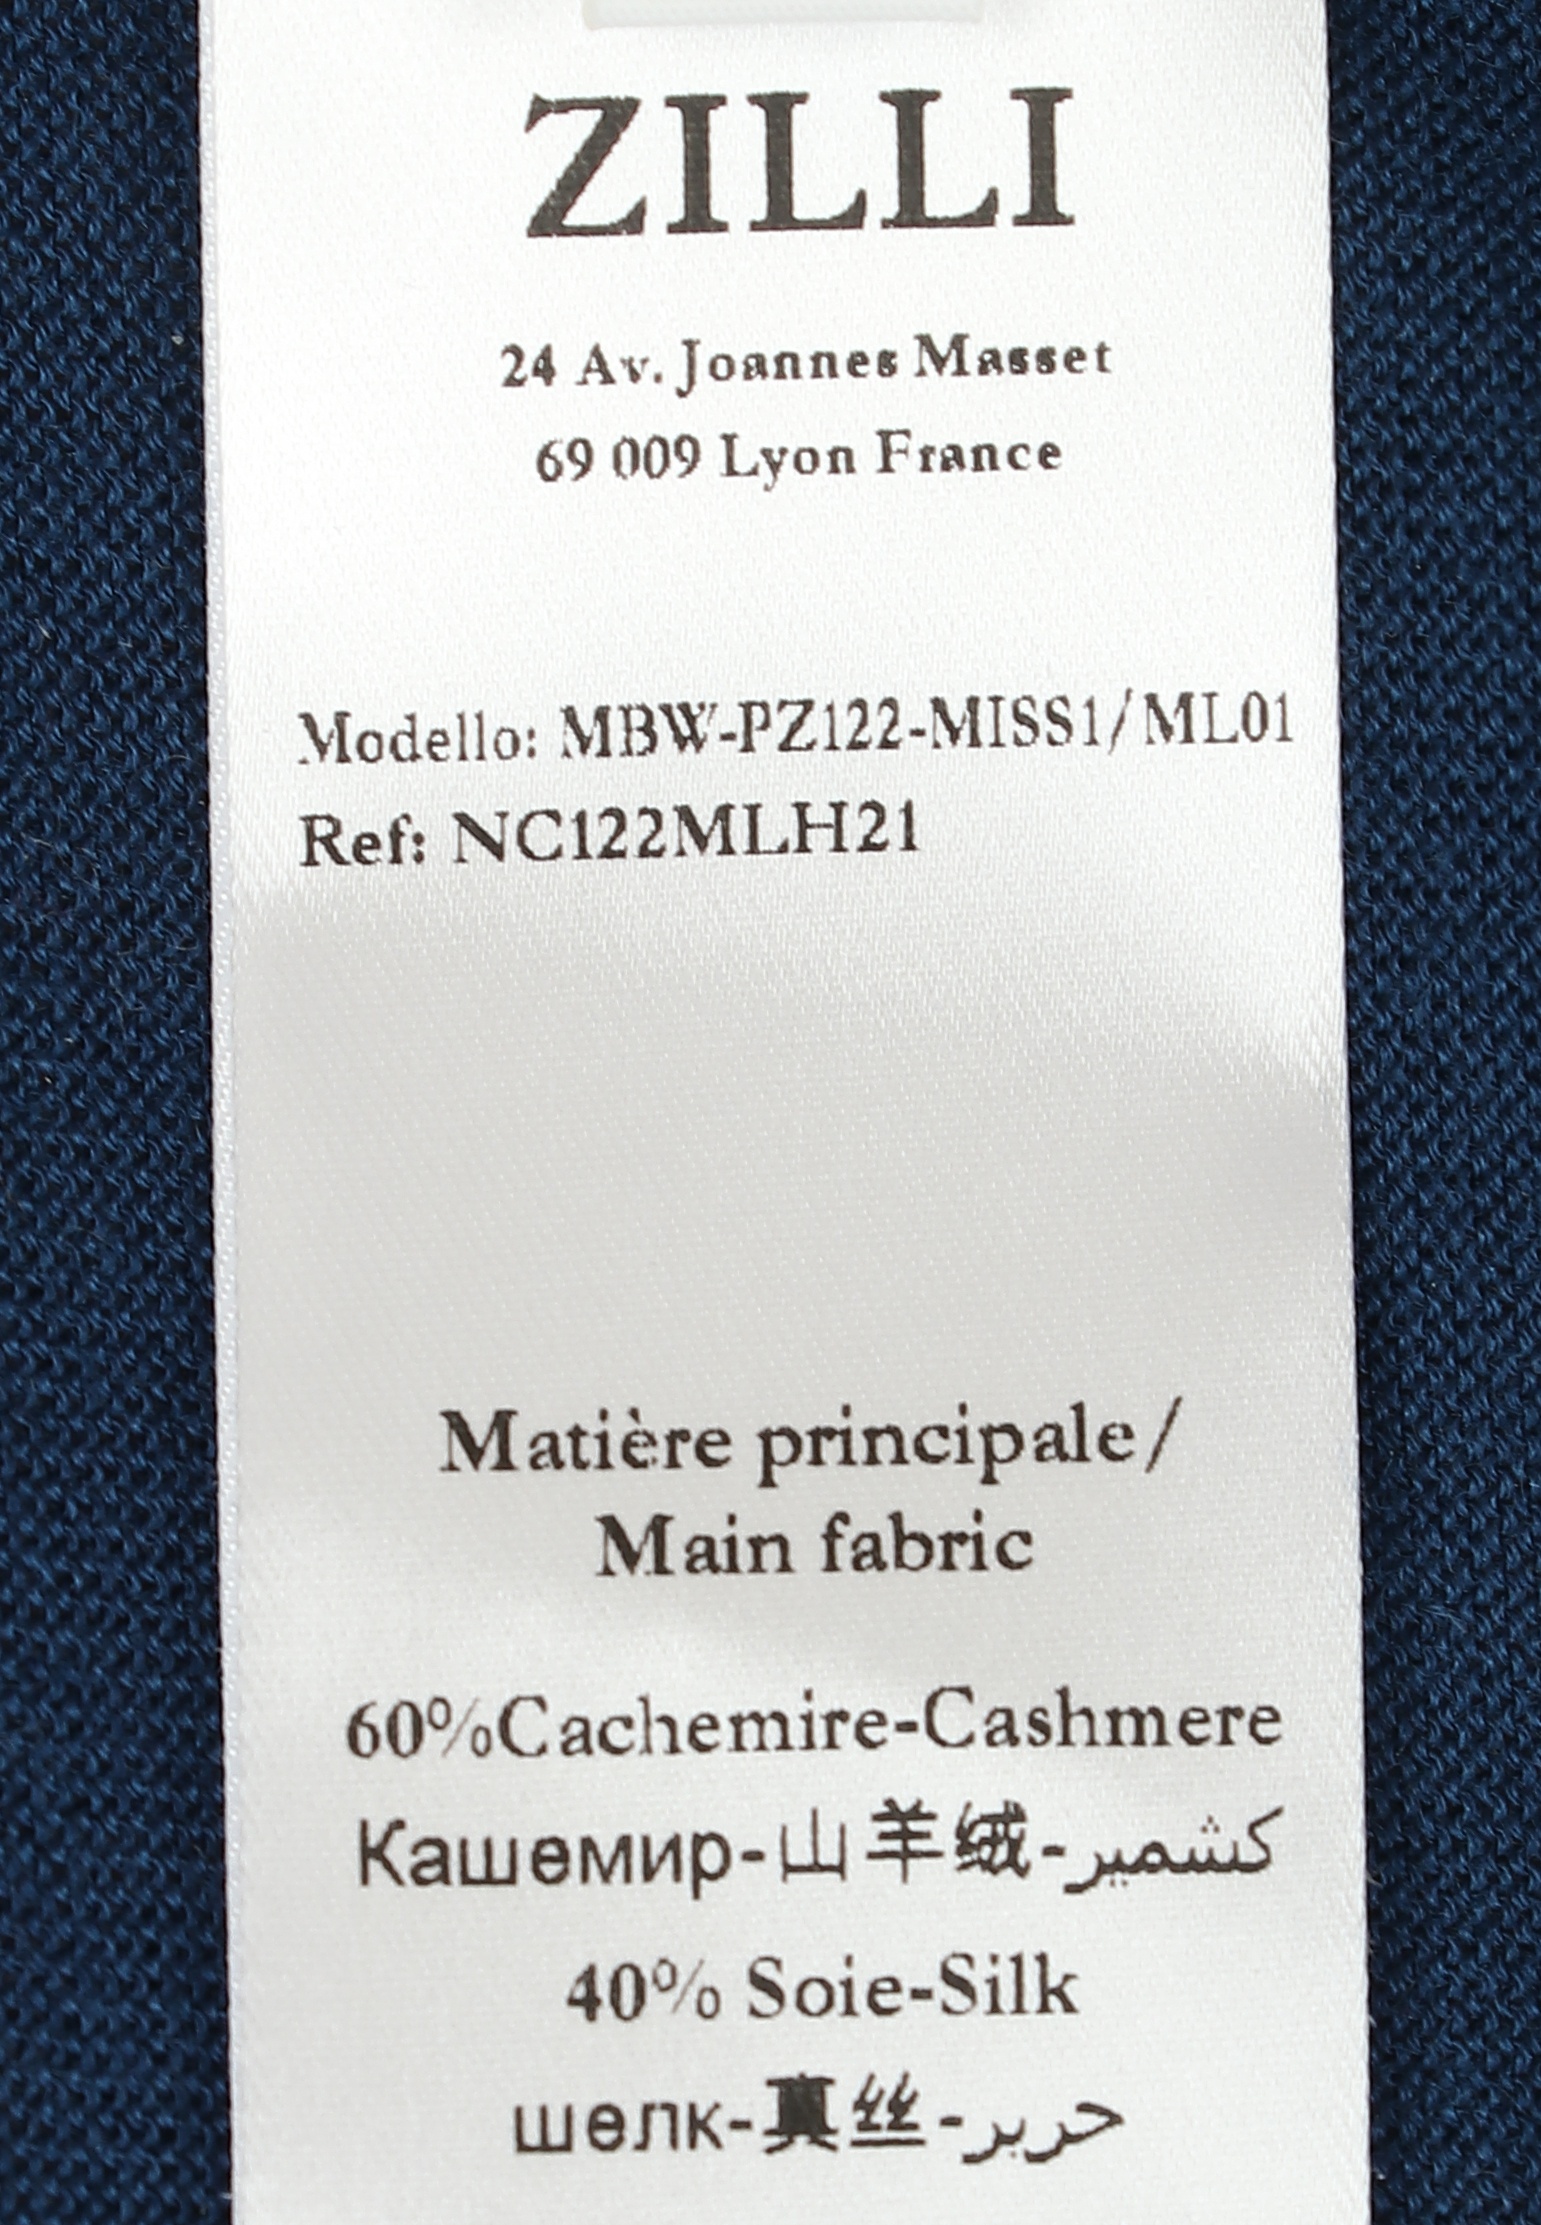 ZILLI
24 Av. Joannes Masset
69 009 Lyon France
Modello: MBW-PZ122-MISS1/ML01
Ref: NC122MLH21
Matière principale/
Main fabric
60%Cachemire-Cashmere
Кашемир-山羊绒-كشمير
40% Soie-Silk
шелк-真丝-حرير